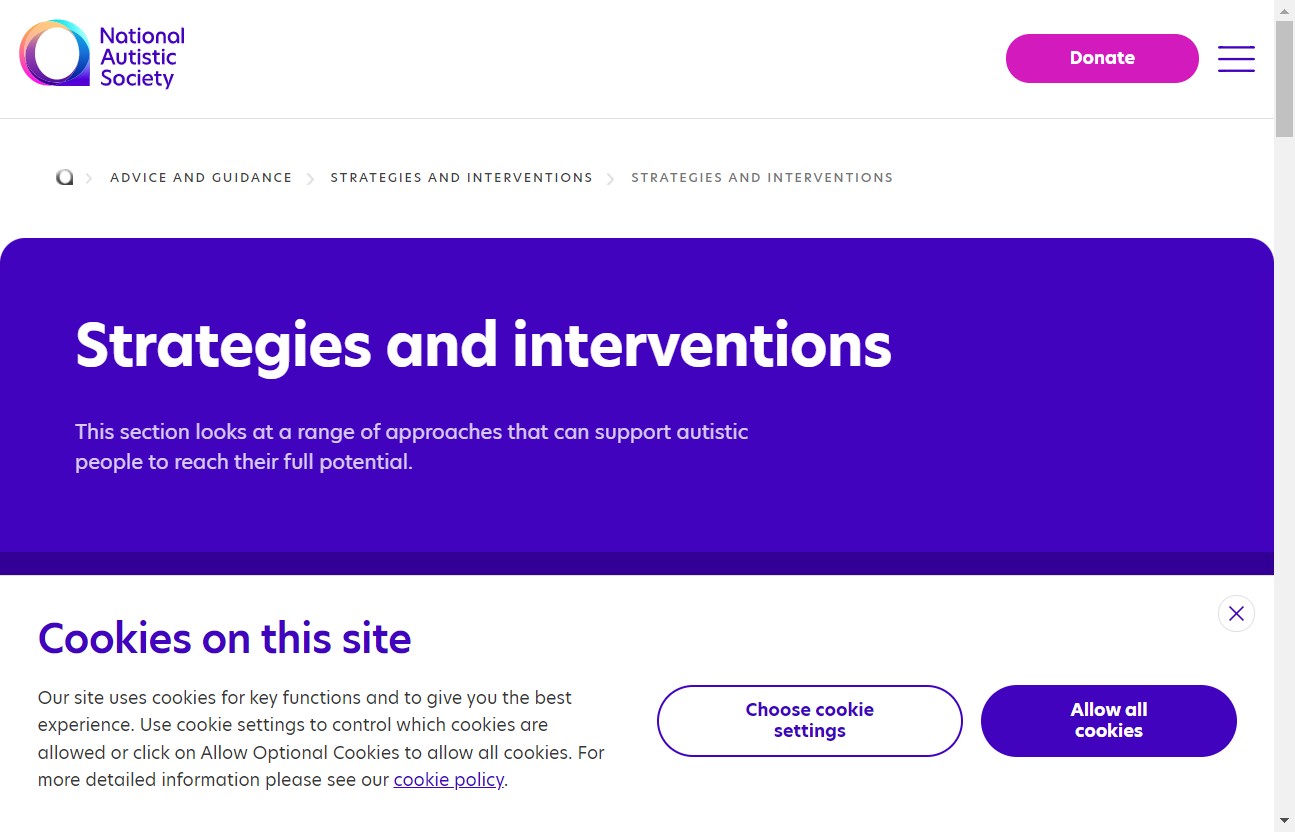 National
Autistic
Society
Donate
ADVICE AND GUIDANCE
STRATEGIES AND INTERVENTIONS
STRATEGIES AND INTERVENTIONS
Strategies and interventions
This section looks at a range of approaches that can support autistic
people to reach their full potential.
Cookies on this site
Our site uses cookies for key functions and to give you the best
experience. Use cookie settings to control which cookies are
allowed or click on Allow Optional Cookies to allow all cookies. For
more detailed information please see our cookie policy.
Choose cookie
settings
Allow all
cookies